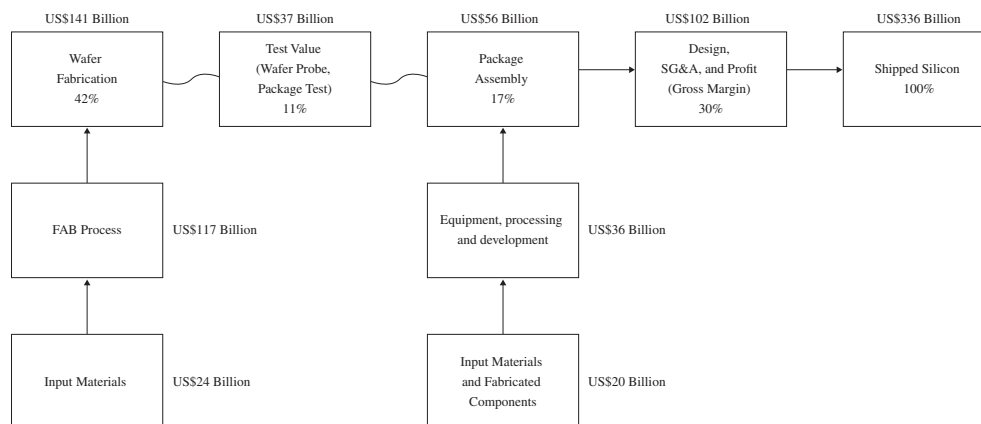 US$141 Billion
US$37 Billion
US$56 Billion
US$102 Billion
US$336 Billion
Wafer
Fabrication
42%
Test Value
(Wafer Probe,
Package Test)
11%
Package
Assembly
17%
Design,
SG&A, and Profit
(Gross Margin)
30%
Shipped Silicon
100%
FAB Process
US$117 Billion
Equipment, processing
and development
US$36 Billion
Input Materials
US$24 Billion
Input Materials
and Fabricated
Components
US$20 Billion